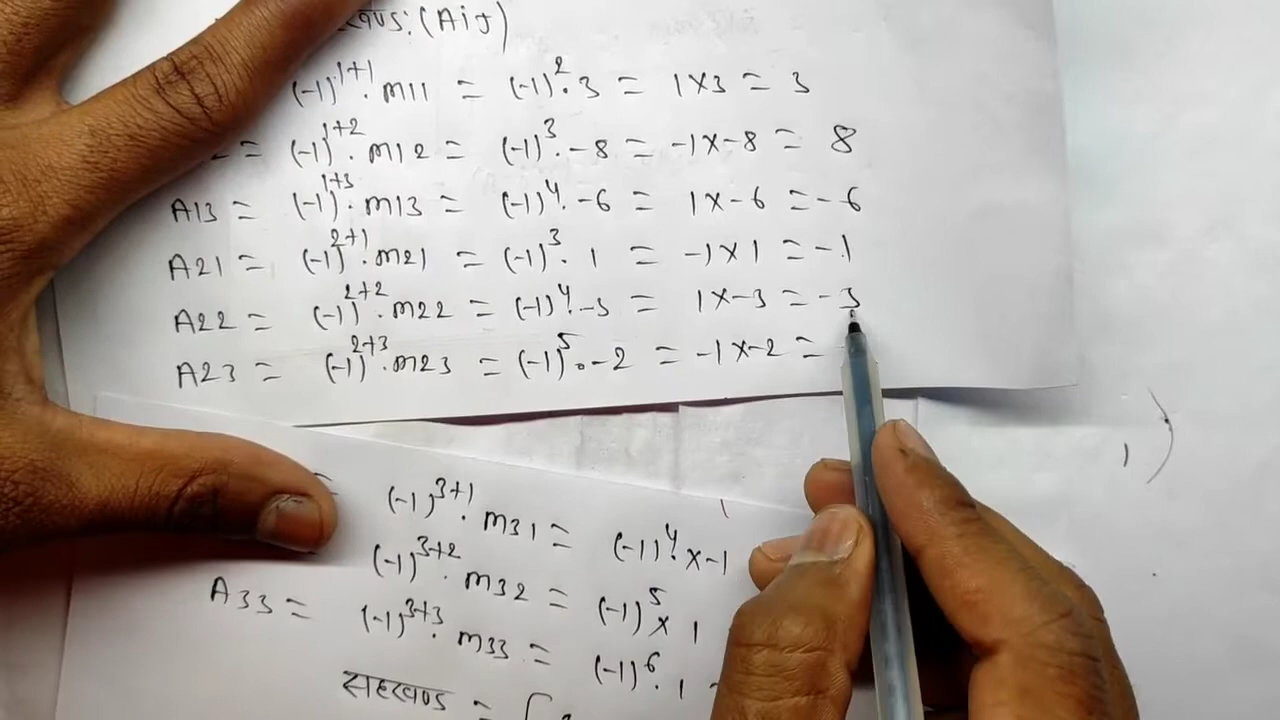 (Aij)
(-1)¹⁺¹. m11 = (-1)². 3 = 1x3 = 3
= (-1)¹⁺². m12 = (-1)³. -8 = -1x-8 = 8
A13 = (-1)¹⁺³. m13 = (-1)⁴. -6 = 1x-6 = -6
A21 = (-1)²⁺¹. m21 = (-1)³. 1 = -1x1 = -1
A22 = (-1)²⁺². m22 = (-1)⁴. -3 = 1x-3 = -3
A23 = (-1)²⁺³. m23 = (-1)⁵. -2 = -1x-2 =
= (-1)³⁺¹. m31 = (-1)⁴. x-1
(-1)³⁺². m32 = (-1)⁵ x 1
A33 = (-1)³⁺³. m33 = (-1)⁶. 1
सहखण्ड =